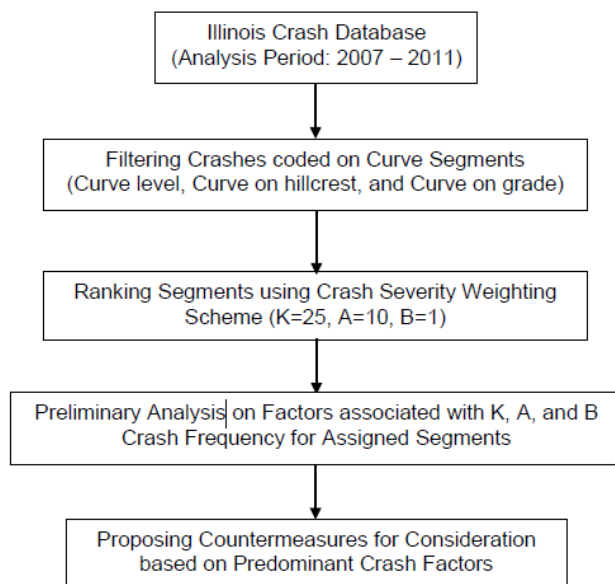 Illinois Crash Database
(Analysis Period: 2007 – 2011)
Filtering Crashes coded on Curve Segments
(Curve level, Curve on hillcrest, and Curve on grade)
Ranking Segments using Crash Severity Weighting
Scheme (K=25, A=10, B=1)
Preliminary Analysis on Factors associated with K, A, and B
Crash Frequency for Assigned Segments
Proposing Countermeasures for Consideration
based on Predominant Crash Factors